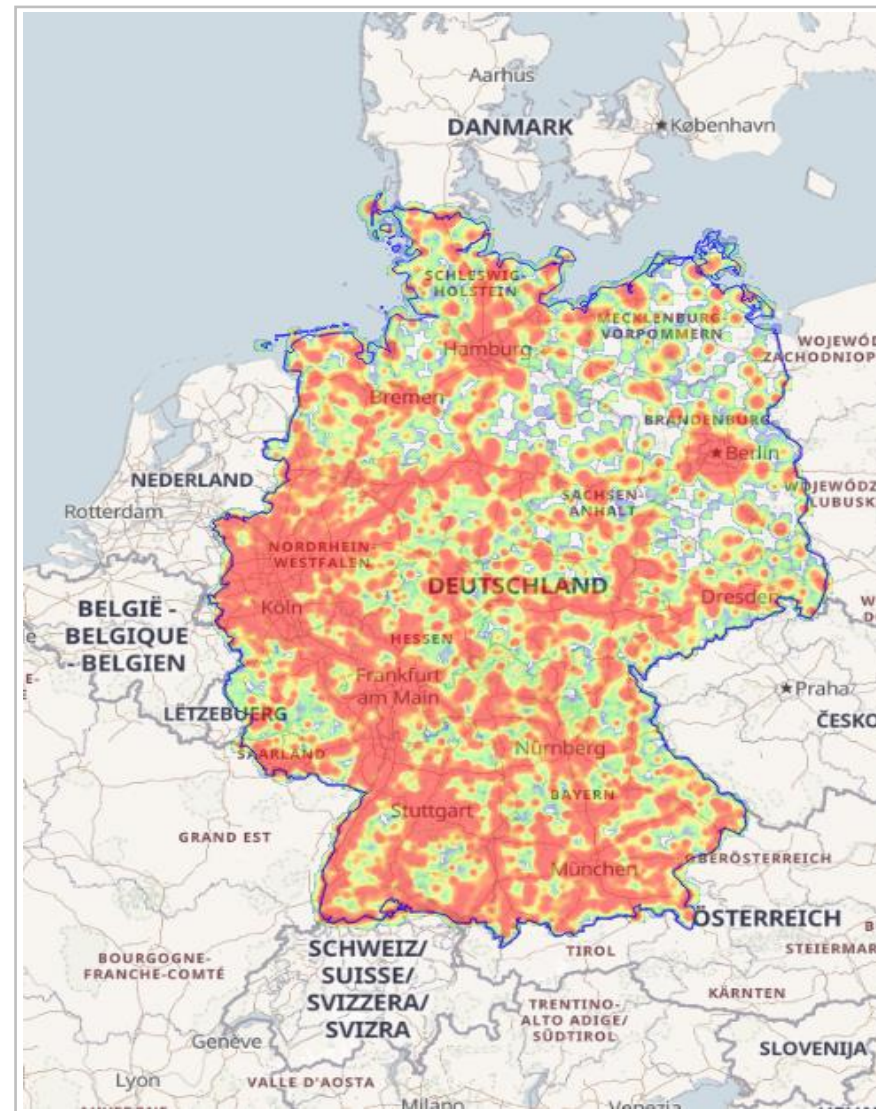 Aarhus
DANMARK
København
SCHLESWIG-
HOLSTEIN
MECKLENBURG-
VORPOMMERN
Hamburg
WOJEWÓD
ZACHODNIOP
Bremen
BRANDENBURG
Berlin
NEDERLAND
SACHSEN-
ANHALT
WOJEWÓDZ
LUBUSK
Rotterdam
NORDRHEIN-
WESTFALEN
DEUTSCHLAND
Dresden
BELGIË -
BELGIQUE
- BELGIEN
Köln
HESSEN
Frankfurt
am Main
Praha
LËTZEBUERG
ČESKO
SAARLAND
Nürnberg
BAYERN
Stuttgart
GRAND EST
München
OBERÖSTERREICH
ÖSTERREICH
STEIERMAR
SCHWEIZ/
SUISSE/
SVIZZERA/
SVIZRA
TIROL
BOURGOGNE-
FRANCHE-COMTÉ
KÄRNTEN
TRENTINO-
ALTO ADIGE/
SÜDTIROL
Genève
SLOVENIJA
Lyon
VALLE D'AOSTA
Milano
Venezia